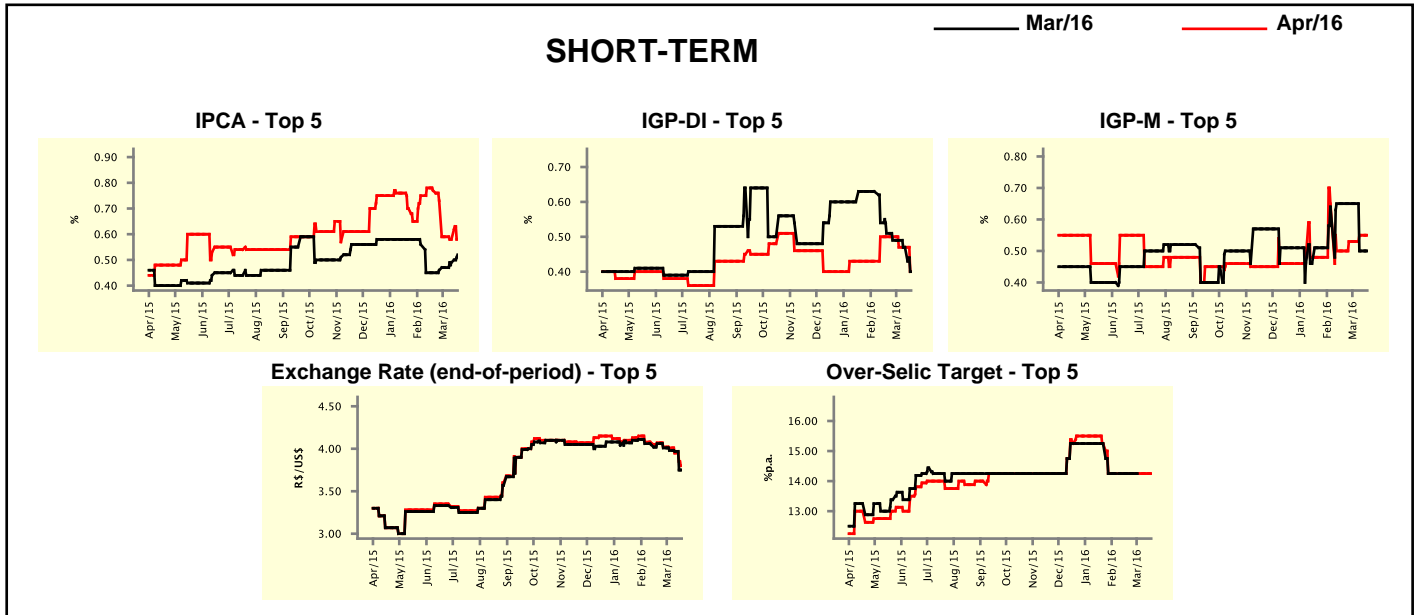 Mar/16
Apr/16
SHORT-TERM
IPCA - Top 5
0.90
0.80
0.70
0.60
0.50
0.40
%
Apr/15
May/15
Jun/15
Jul/15
Aug/15
Sep/15
Oct/15
Nov/15
Dec/15
Jan/16
Feb/16
Mar/16
IGP-DI - Top 5
0.70
0.60
0.50
0.40
%
Apr/15
May/15
Jun/15
Jul/15
Aug/15
Sep/15
Oct/15
Nov/15
Dec/15
Jan/16
Feb/16
Mar/16
IGP-M - Top 5
0.80
0.70
0.60
0.50
0.40
%
Apr/15
May/15
Jun/15
Jul/15
Aug/15
Sep/15
Oct/15
Nov/15
Dec/15
Jan/16
Feb/16
Mar/16
Exchange Rate (end-of-period) - Top 5
4.50
4.00
3.50
3.00
R$/US$
Apr/15
May/15
Jun/15
Jul/15
Aug/15
Sep/15
Oct/15
Nov/15
Dec/15
Jan/16
Feb/16
Mar/16
Over-Selic Target - Top 5
16.00
15.00
14.00
13.00
%p.a.
Apr/15
May/15
Jun/15
Jul/15
Aug/15
Sep/15
Oct/15
Nov/15
Dec/15
Jan/16
Feb/16
Mar/16